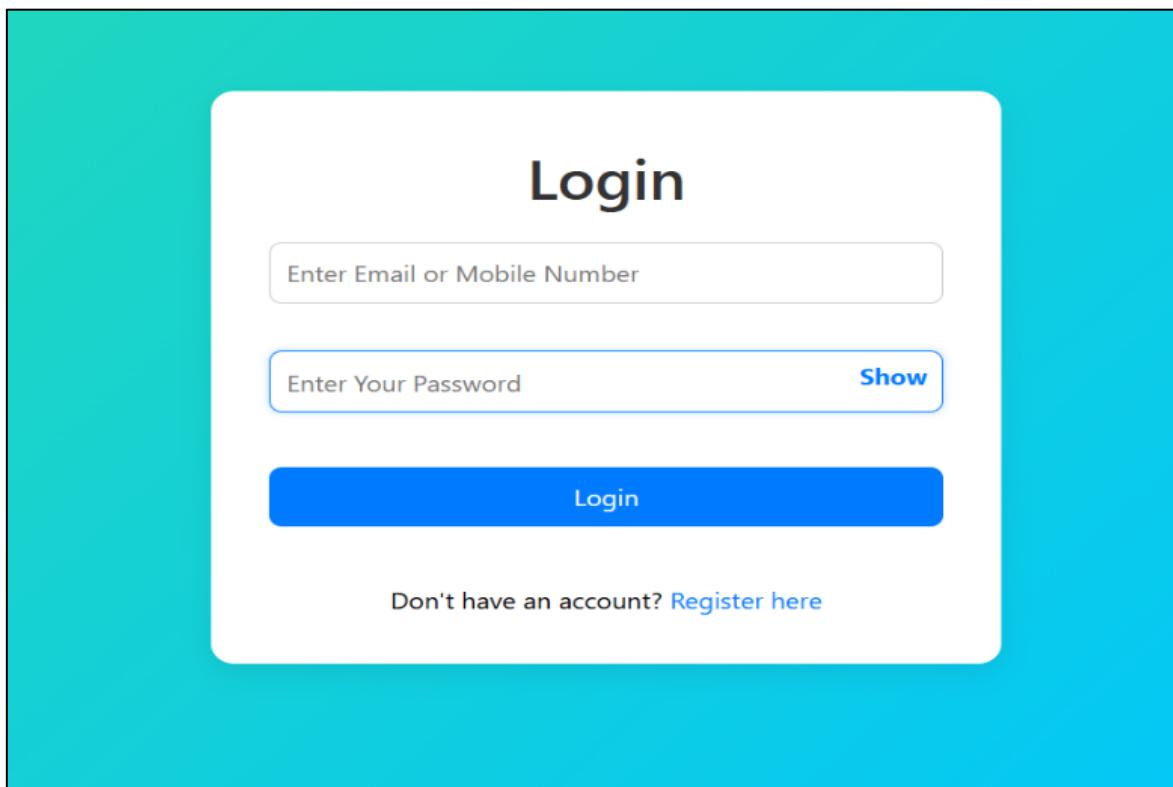 Login
Enter Email or Mobile Number
Enter Your Password Show
Login
Don't have an account? Register here